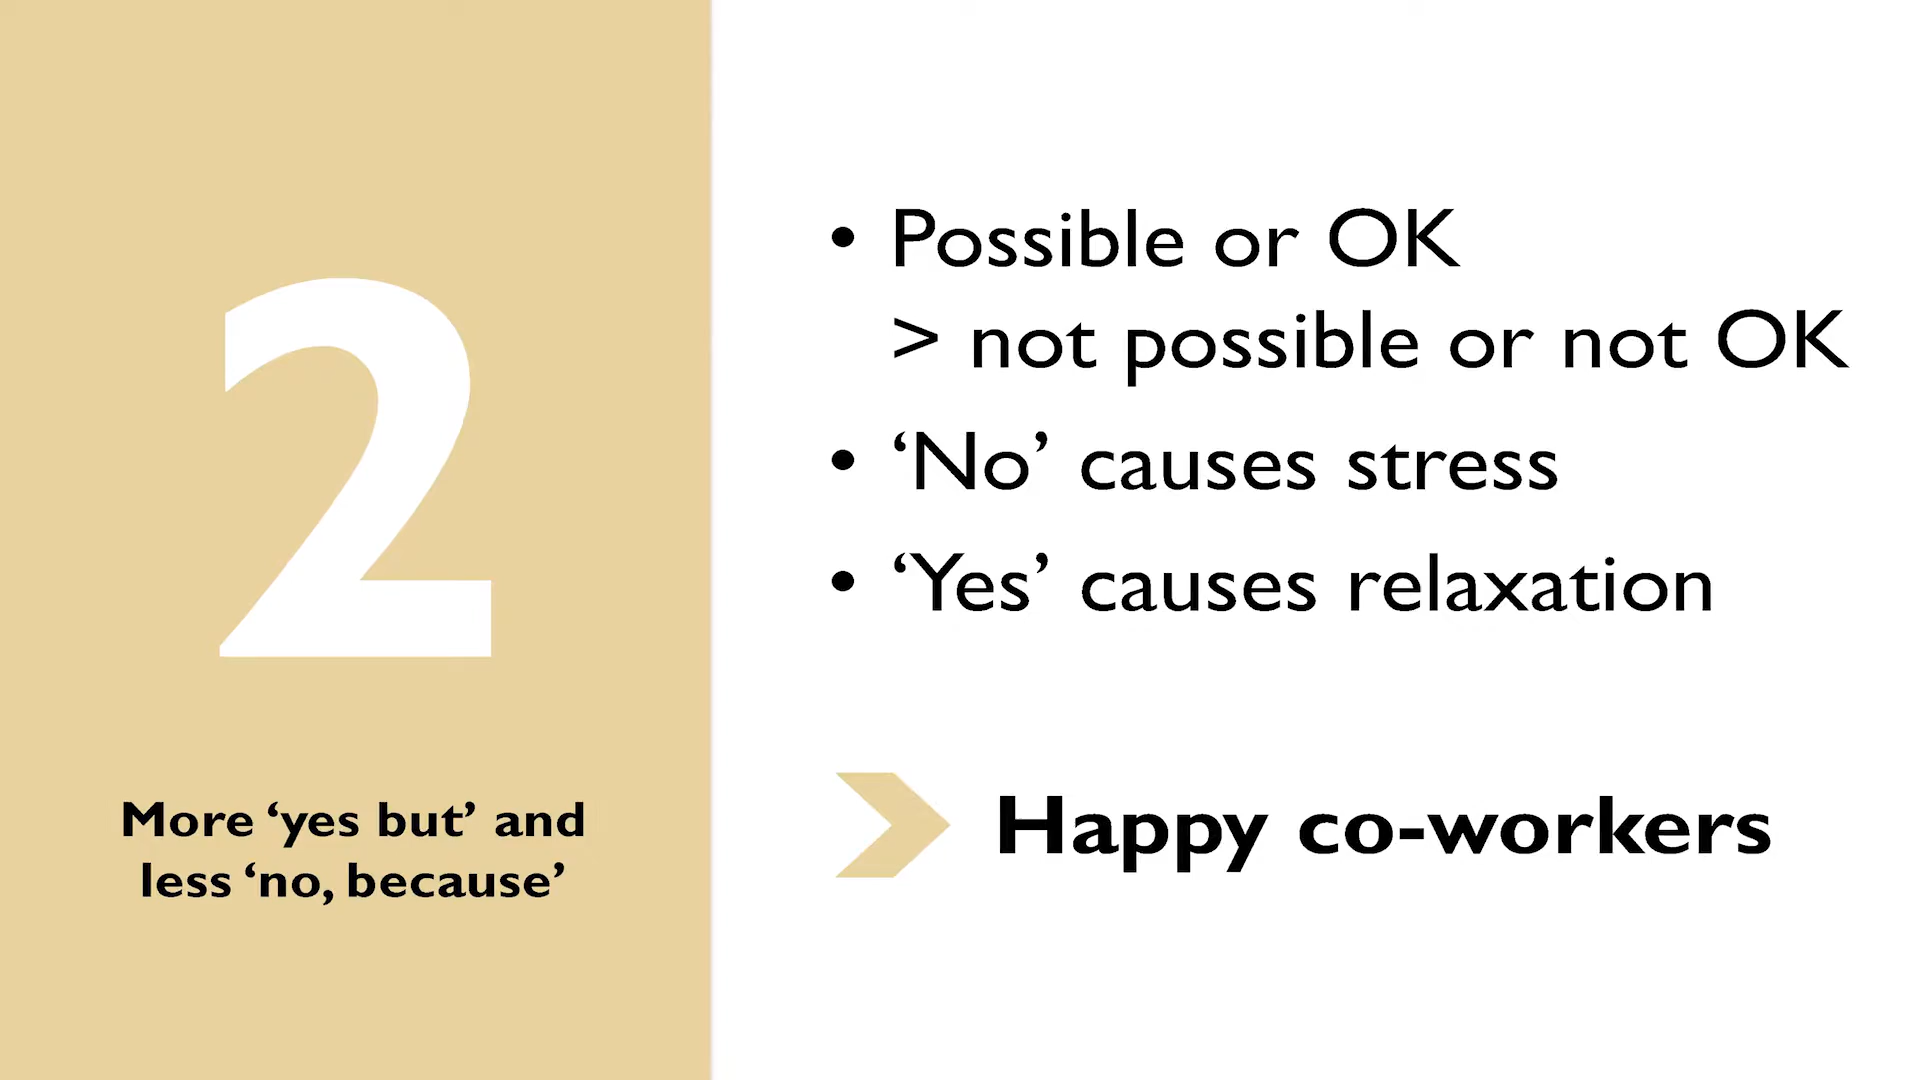 2
More ‘yes but’ and
less ‘no, because’
• Possible or OK
> not possible or not OK
• ‘No’ causes stress
• ‘Yes’ causes relaxation
Happy co-workers